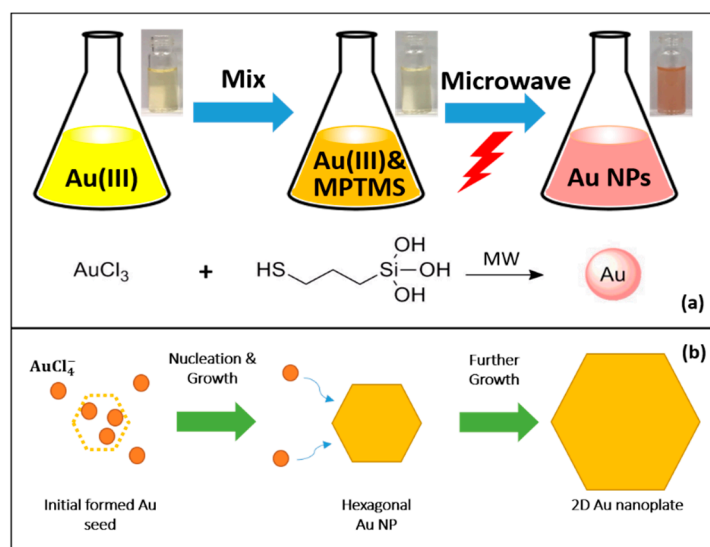 Mix
Microwave
Au(III)
Au(III)&
MPTMS
Au NPs
AuCl₃
+
HS
Si
OH
OH
OH
MW
Au
(a)
(b)
AuCl₄⁻
Nucleation &
Growth
Further
Growth
Initial formed Au
seed
Hexagonal
Au NP
2D Au nanoplate